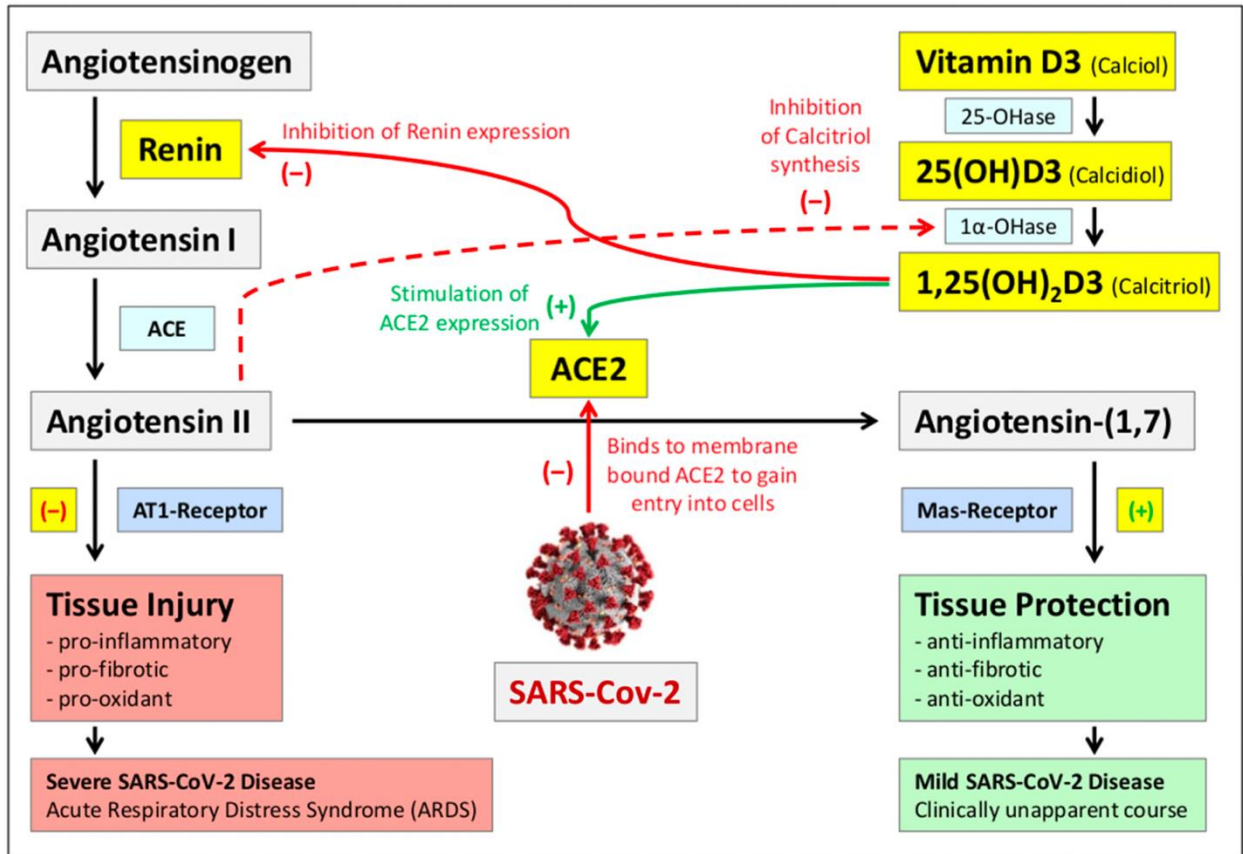 Angiotensinogen
Renin
Angiotensin I
ACE
Angiotensin II
(−)
AT1-Receptor
Tissue Injury
- pro-inflammatory
- pro-fibrotic
- pro-oxidant
Severe SARS-CoV-2 Disease
Acute Respiratory Distress Syndrome (ARDS)
Inhibition of Renin expression
(−)
Inhibition
of Calcitriol
synthesis
(−)
Stimulation of
ACE2 expression
(+)
ACE2
(−)
Binds to membrane
bound ACE2 to gain
entry into cells
SARS-Cov-2
Vitamin D3 (Calciol)
25-OHase
25(OH)D3 (Calcidiol)
1α-OHase
1,25(OH)₂D3 (Calcitriol)
Angiotensin-(1,7)
Mas-Receptor
(+)
Tissue Protection
- anti-inflammatory
- anti-fibrotic
- anti-oxidant
Mild SARS-CoV-2 Disease
Clinically unapparent course